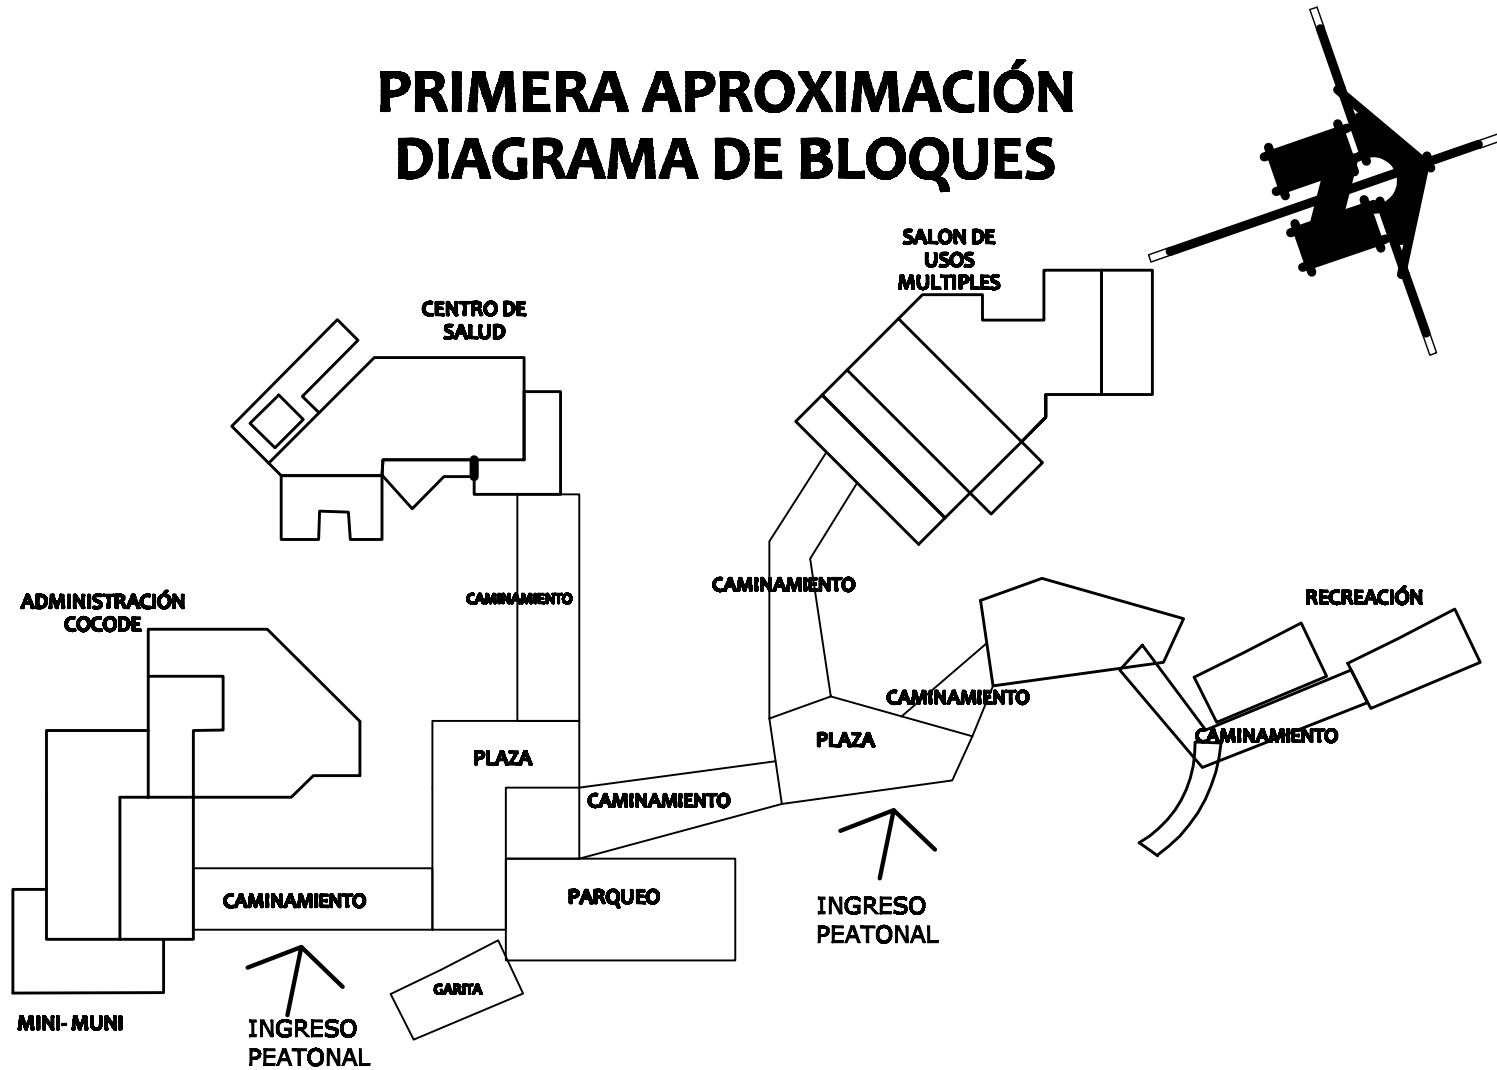 PRIMERA APROXIMACIÓN
DIAGRAMA DE BLOQUES
SALON DE
USOS
MULTIPLES
CENTRO DE
SALUD
CAMINAMIENTO
CAMINAMIENTO
ADMINISTRACIÓN
COCODE
RECREACIÓN
CAMINAMIENTO
CAMINAMIENTO
PLAZA
PLAZA
CAMINAMIENTO
CAMINAMIENTO
PARQUEO
INGRESO
PEATONAL
GARITA
MINI- MUNI
INGRESO
PEATONAL